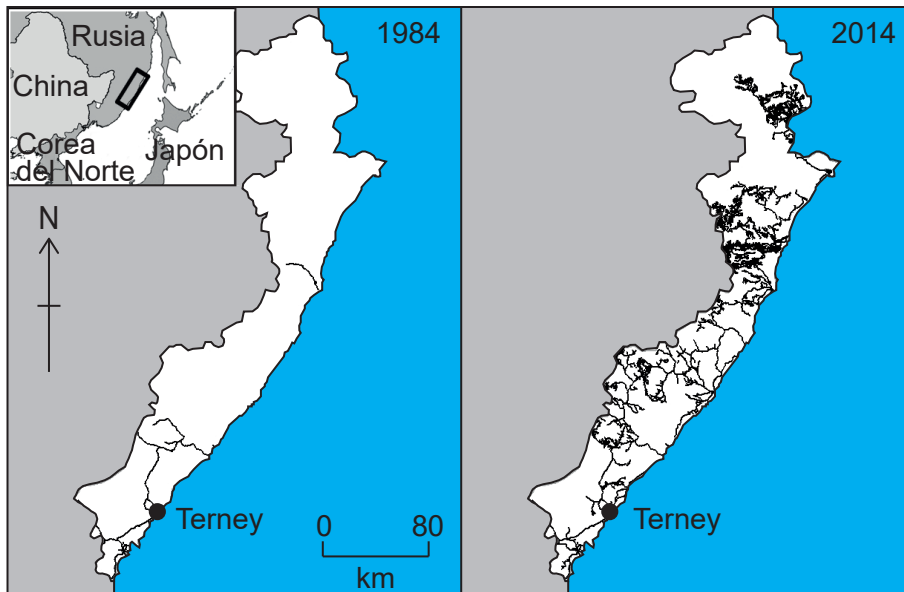 Rusia
China
Corea
del Norte
Japón
1984
2014
N
Terney
0 80
km
Terney